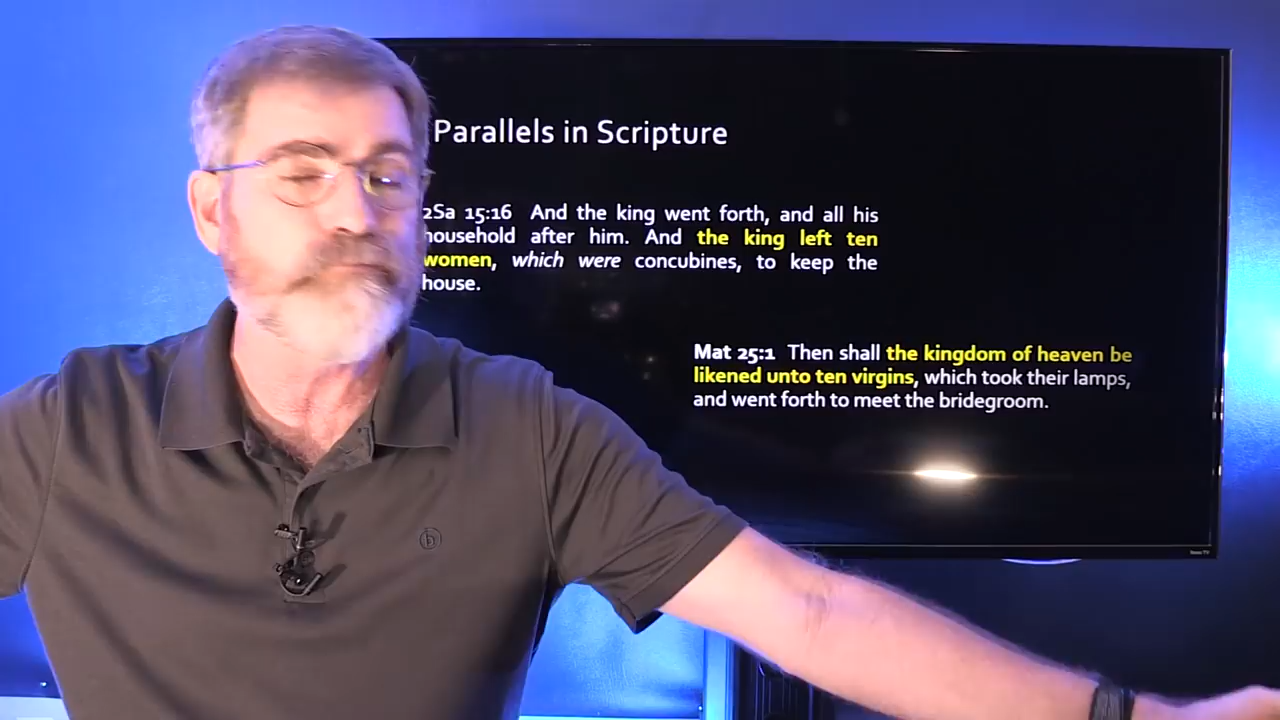 Parallels in Scripture
2Sa 15:16 And the king went forth, and all his
household after him. And the king left ten
women, which were concubines, to keep the
house.
Mat 25:1 Then shall the kingdom of heaven be
likened unto ten virgins, which took their lamps,
and went forth to meet the bridegroom.